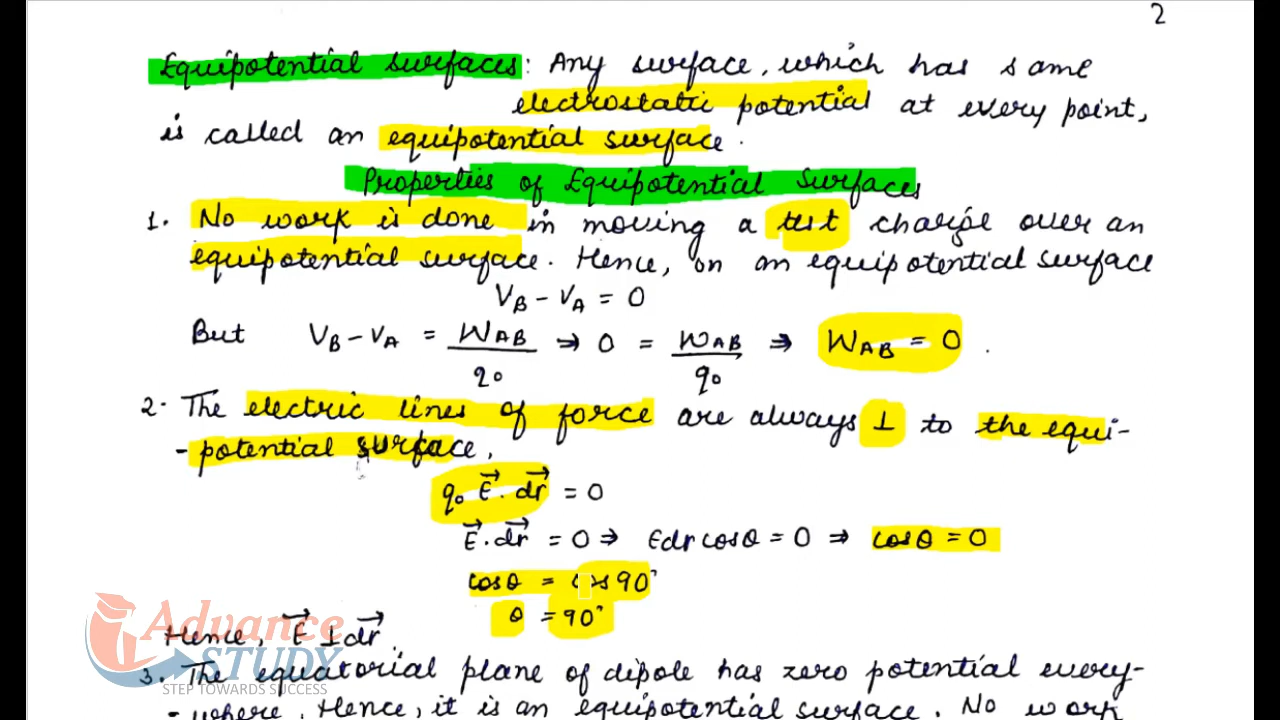 2
Equipotential surfaces: Any surface, which has same
electrostatic potential at every point,
is called an equipotential surface.
Properties of Equipotential Surfaces
1. No work is done in moving a test charge over an
equipotential surface. Hence, on an equipotential surface
V_B - V_A = 0
But V_B - V_A = W_AB / q₀ ⇒ 0 = W_AB / q₀ ⇒ W_AB = 0.
2. The electric lines of force are always ⊥ to the equi-
- potential surface,
q₀ E⃗ . dr⃗ = 0
E⃗ . dr⃗ = 0 ⇒ E dr cosθ = 0 ⇒ cosθ = 0
cosθ = cos 90°
θ = 90°
Hence, E⃗ ⊥ dr⃗.
Advance
STUDY
STEP TOWARDS SUCCESS
3. The equatorial plane of dipole has zero potential every-
- where. Hence, it is an equipotential surface. No work